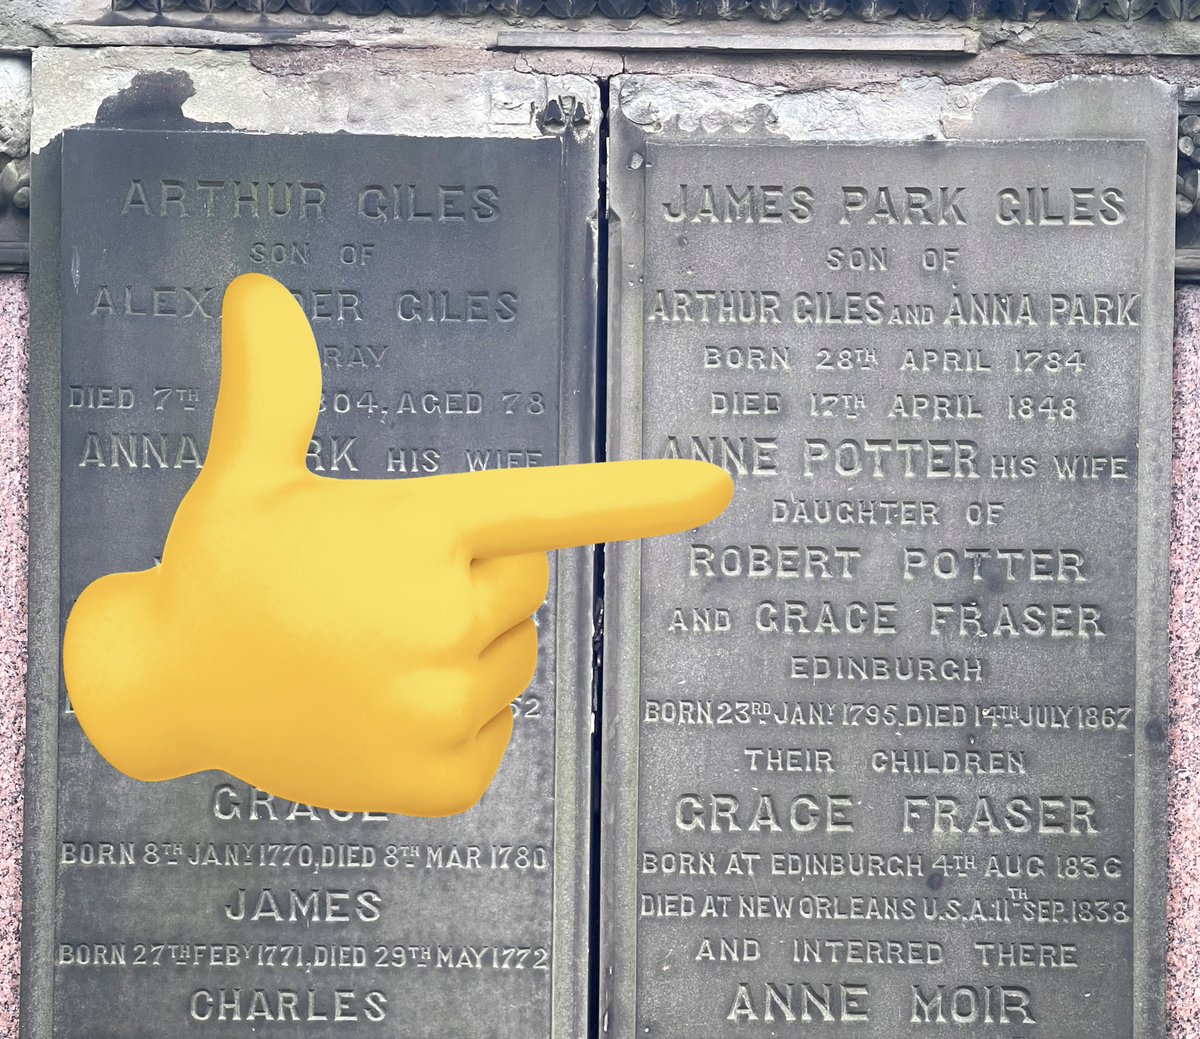 ARTHUR GILES
SON OF
ALEX DER GILES
RAY
DIED 7TH 304, AGED 78
ANNA RK HIS WIFE
52
GRACE
BORN 8TH JANY 1770, DIED 8TH MAR 1780
JAMES
BORN 27TH FEBY 1771, DIED 29TH MAY 1772
CHARLES
JAMES PARK GILES
SON OF
ARTHUR GILES AND ANNA PARK
BORN 28TH APRIL 1784
DIED 17TH APRIL 1848
ANNE POTTER HIS WIFE
DAUGHTER OF
ROBERT POTTER
AND GRACE FRASER
EDINBURGH
BORN 23RD JANY 1795, DIED 14TH JULY 1867
THEIR CHILDREN
GRACE FRASER
BORN AT EDINBURGH 4TH AUG 1836
DIED AT NEW ORLEANS U.S.A: 11TH SEP. 1838
AND INTERRED THERE
ANNE MOIR